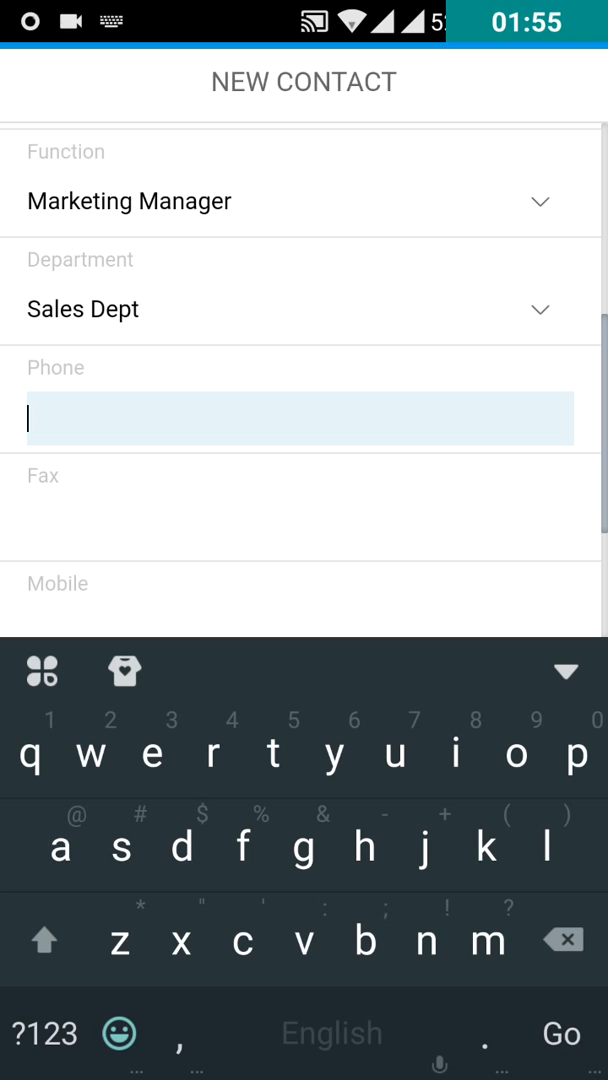 5
01:55
NEW CONTACT
Function
Marketing Manager
Department
Sales Dept
Phone
Fax
Mobile
1 2 3 4 5 6 7 8 9 0
q w e r t y u i o p
@ # $ % & - + ( )
a s d f g h j k l
* " ' : ; ! ?
z x c v b n m
?123 , English . Go